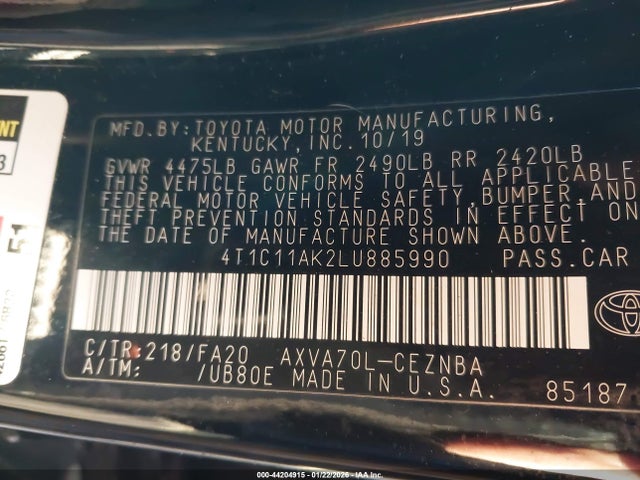 MFD.BY: TOYOTA MOTOR MANUFACTURING,
KENTUCKY, INC. 10/19
GVWR 4475LB GAWR FR 2490LB RR 2420LB
THIS VEHICLE CONFORMS TO ALL APPLICABLE
FEDERAL MOTOR VEHICLE SAFETY, BUMPER, AND
THEFT PREVENTION STANDARDS IN EFFECT ON
THE DATE OF MANUFACTURE SHOWN ABOVE.
4T1C11AK2LU885990 PASS.CAR
C/TR: 218/FA20 AXVA70L-CEZNBA
A/TM: /UB80E MADE IN U.S.A. 85187
000-44204915 - 01/22/2026 - IAA Inc.